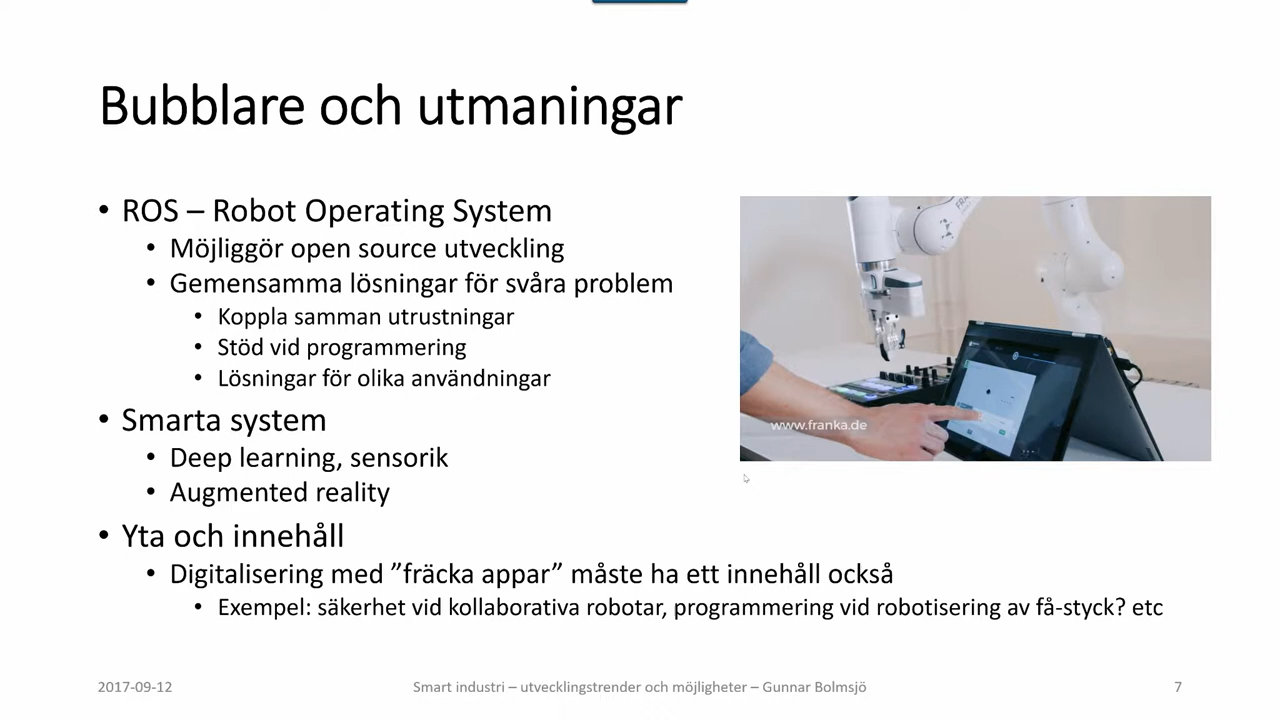 Bubblare och utmaningar
• ROS – Robot Operating System
• Möjliggör open source utveckling
• Gemensamma lösningar för svåra problem
• Koppla samman utrustningar
• Stöd vid programmering
• Lösningar för olika användningar
• Smarta system
• Deep learning, sensorik
• Augmented reality
• Yta och innehåll
• Digitalisering med ”fräcka appar” måste ha ett innehåll också
• Exempel: säkerhet vid kollaborativa robotar, programmering vid robotisering av få-styck? etc
www.franka.de
2017-09-12
Smart industri – utvecklingstrender och möjligheter – Gunnar Bolmsjö
7